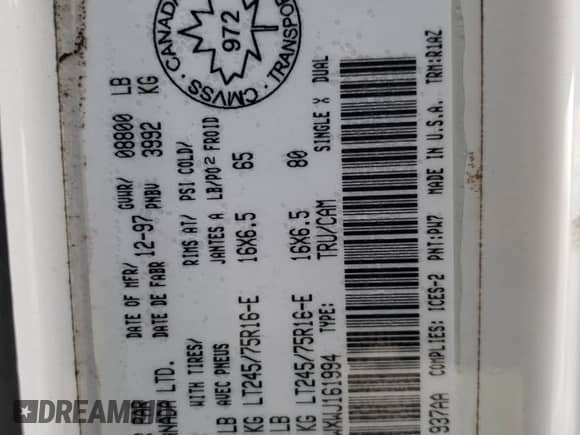 CANADA TRANSPORT CMVSS
972
DATE OF MFR/ GVWR/ 08800 LB
12-97
DATE DE FABR PNBV 3992 KG
ANADA LTD.
WITH TIRES/ RIMS AT/ PSI COLD/
LB AVEC PNEUS JANTES A LB/PO2 FROID
KG LT245/75R16-E 16X6.5 65
LB
KG LT245/75R16-E 16X6.5 80
J161994 TYPE: TRU/CAM SINGLE X DUAL
937AA COMPLIES: ICES-2 PNT:PW7 MADE IN U.S.A. TRM:R1AZ
DREAM